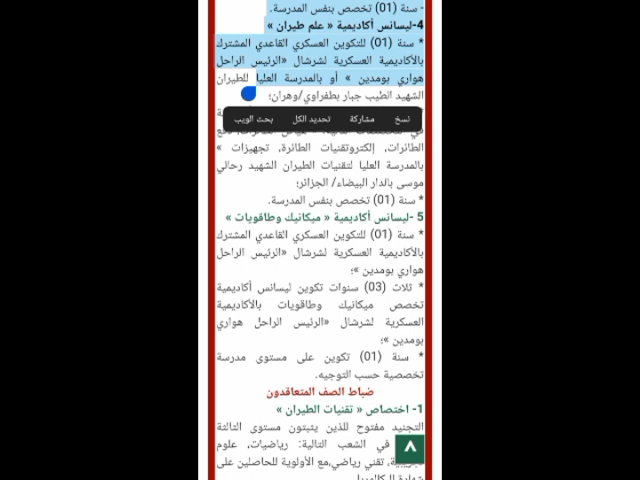 - سنة (01) تخصص بنفس المدرسة.
4-ليسانس أكاديمية « علم طيران »
* سنة (01) للتكوين العسكري القاعدي المشترك
بالأكاديمية العسكرية لشرشال «الرئيس الراحل
هواري بومدين » أو بالمدرسة العليا للطيران
الشهيد الطيب جبار بطفراوي/وهران؛
نسخ مشاركة تحديد الكل بحث الويب
الطائرات، إلكتروتقنيات الطائرة، تجهيزات »
بالمدرسة العليا لتقنيات الطيران الشهيد رحاني
موسى بالدار البيضاء/ الجزائر؛
* سنة (01) تخصص بنفس المدرسة.
5 -ليسانس أكاديمية « ميكانيك وطاقويات »
* سنة (01) للتكوين العسكري القاعدي المشترك
بالأكاديمية العسكرية لشرشال «الرئيس الراحل
هواري بومدين »؛
* ثلاث (03) سنوات تكوين ليسانس أكاديمية
تخصص ميكانيك وطاقويات بالأكاديمية
العسكرية لشرشال «الرئيس الراحل هواري
بومدين »؛
* سنة (01) تكوين على مستوى مدرسة
تخصصية حسب التوجيه.
ضباط الصف المتعاقدون
1- اختصاص « تقنيات الطيران »
التجنيد مفتوح للذين يثبتون مستوى الثالثة
في الشعب التالية: رياضيات، علوم
تقني رياضي،مع الأولوية للحاصلين على